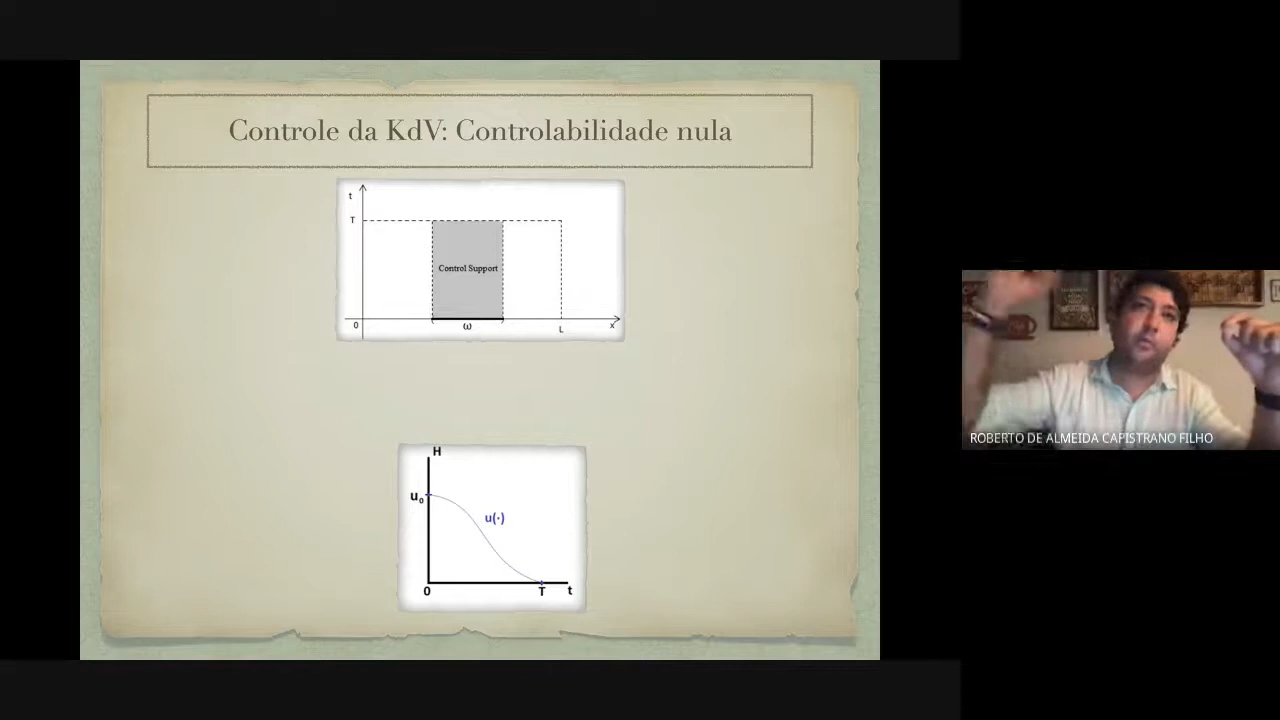 Controle da KdV: Controlabilidade nula
t
T
Control Support
0
ω
L
x
H
u₀
u(·)
0
T
t
ROBERTO DE ALMEIDA CAPISTRANO FILHO